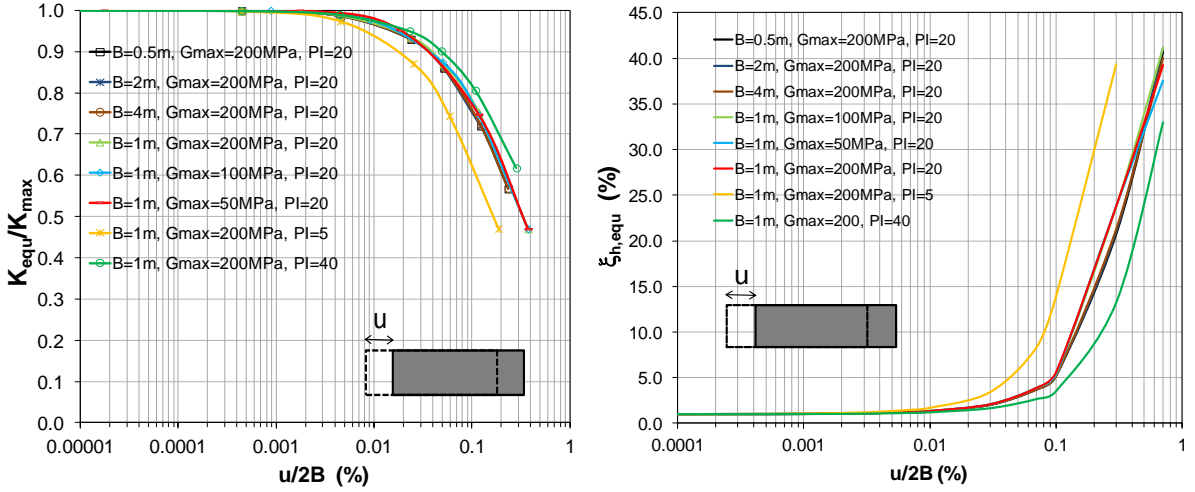 1.0
0.9
0.8
0.7
0.6
0.5
0.4
0.3
0.2
0.1
0.0
Kequ/Kmax
B=0.5m, Gmax=200MPa, PI=20
B=2m, Gmax=200MPa, PI=20
B=4m, Gmax=200MPa, PI=20
B=1m, Gmax=200MPa, PI=20
B=1m, Gmax=100MPa, PI=20
B=1m, Gmax=50MPa, PI=20
B=1m, Gmax=200MPa, PI=5
B=1m, Gmax=200MPa, PI=40
u
0.00001 0.0001 0.001 0.01 0.1 1
u/2B (%)
45.0
40.0
35.0
30.0
25.0
20.0
15.0
10.0
5.0
0.0
ξh,equ (%)
B=0.5m, Gmax=200MPa, PI=20
B=2m, Gmax=200MPa, PI=20
B=4m, Gmax=200MPa, PI=20
B=1m, Gmax=100MPa, PI=20
B=1m, Gmax=50MPa, PI=20
B=1m, Gmax=200MPa, PI=20
B=1m, Gmax=200MPa, PI=5
B=1m, Gmax=200, PI=40
u
0.0001 0.001 0.01 0.1 1
u/2B (%)